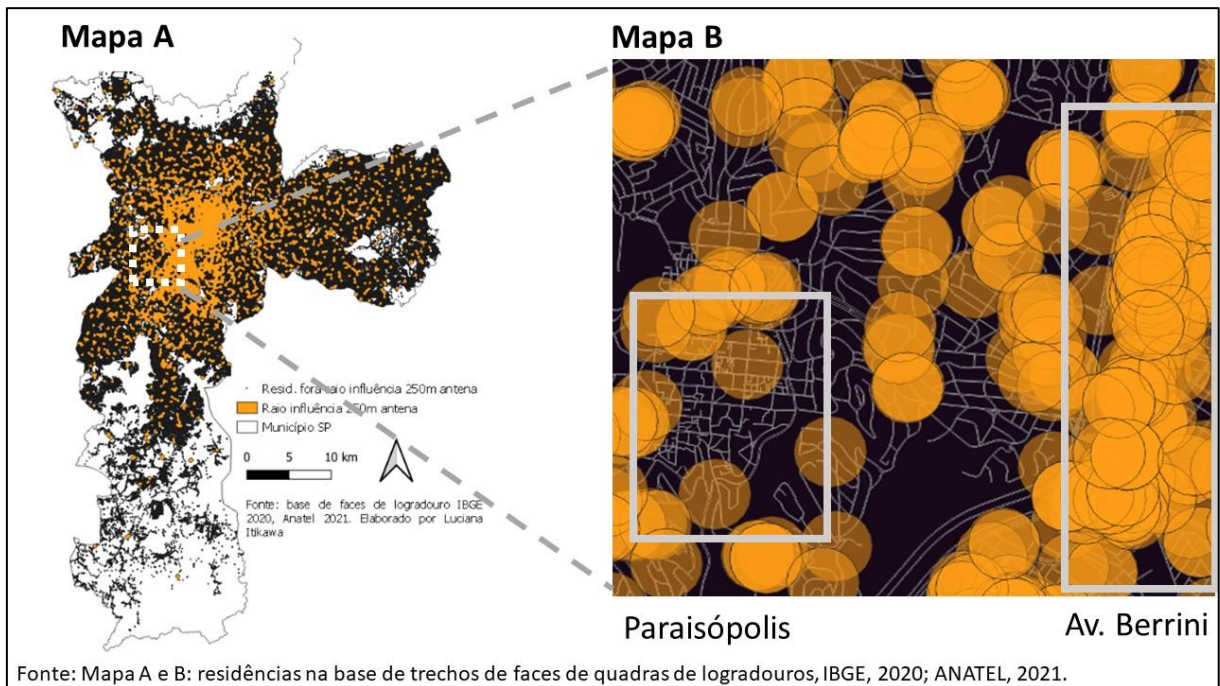 Mapa A
Mapa B
Resid. fora raio influência 250m antena
Raio influência 250m antena
Município SP
0 5 10 km
Fonte: base de faces de logradouro IBGE
2020, Anatel 2021. Elaborado por Luciana
Itikawa
Paraisópolis
Av. Berrini
Fonte: Mapa A e B: residências na base de trechos de faces de quadras de logradouros, IBGE, 2020; ANATEL, 2021.